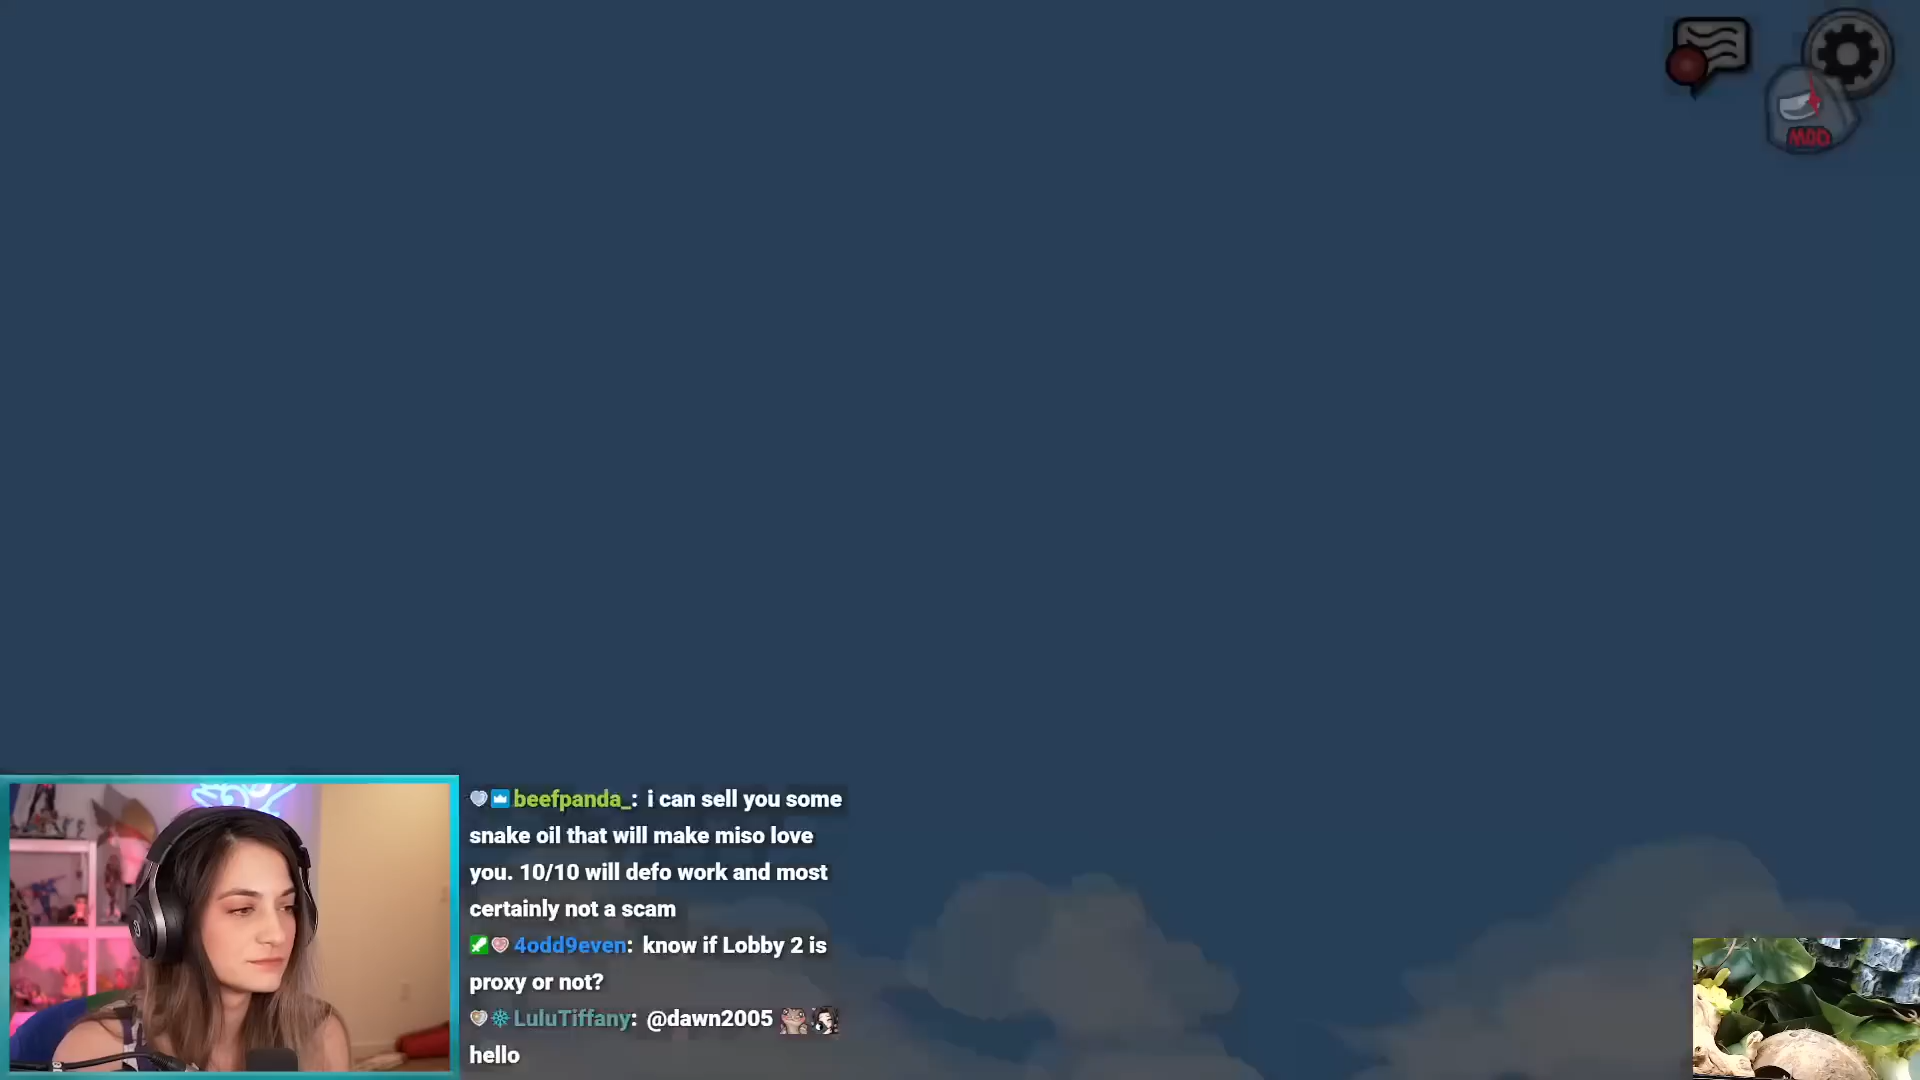 MOD
beefpanda_: i can sell you some
snake oil that will make miso love
you. 10/10 will defo work and most
certainly not a scam
4odd9even: know if Lobby 2 is
proxy or not?
LuluTiffany: @dawn2005
hello